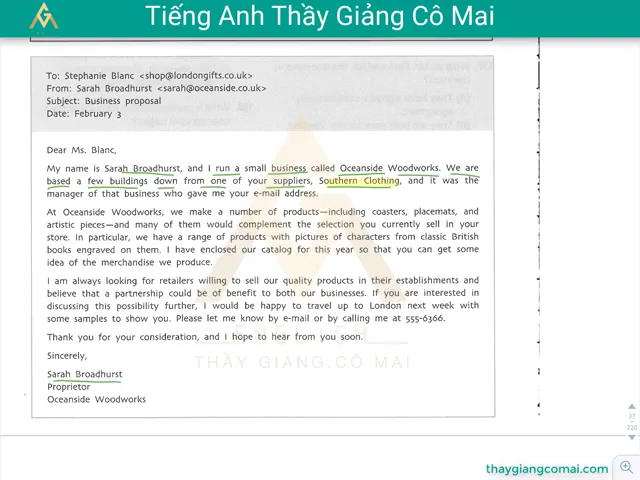 Tiếng Anh Thầy Giảng Cô Mai
To: Stephanie Blanc <shop@londongifts.co.uk>
From: Sarah Broadhurst <sarah@oceanside.co.uk>
Subject: Business proposal
Date: February 3
Dear Ms. Blanc,
My name is Sarah Broadhurst, and I run a small business called Oceanside Woodworks. We are
based a few buildings down from one of your suppliers, Southern Clothing, and it was the
manager of that business who gave me your e-mail address.
At Oceanside Woodworks, we make a number of products—including coasters, placemats, and
artistic pieces—and many of them would complement the selection you currently sell in your
store. In particular, we have a range of products with pictures of characters from classic British
books engraved on them. I have enclosed our catalog for this year so that you can get some
idea of the merchandise we produce.
I am always looking for retailers willing to sell our quality products in their establishments and
believe that a partnership could be of benefit to both our businesses. If you are interested in
discussing this possibility further, I would be happy to travel up to London next week with
some samples to show you. Please let me know by e-mail or by calling me at 555-6366.
Thank you for your consideration, and I hope to hear from you soon.
THẦY GIẢNG.CÔ MAI
Sincerely,
Sarah Broadhurst
Proprietor
Oceanside Woodworks
37
220
thaygiangcomai.com